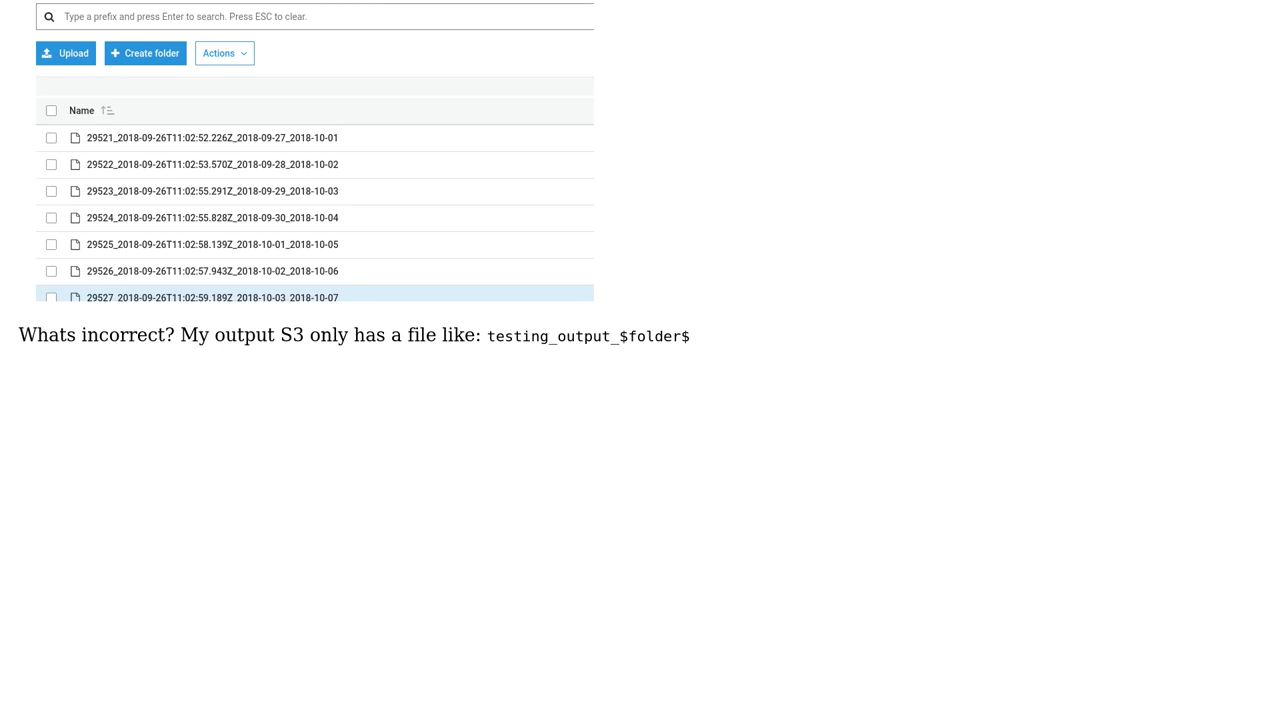 Type a prefix and press Enter to search. Press ESC to clear.
Upload Create folder Actions
Name
29521_2018-09-26T11:02:52.226Z_2018-09-27_2018-10-01
29522_2018-09-26T11:02:53.570Z_2018-09-28_2018-10-02
29523_2018-09-26T11:02:55.291Z_2018-09-29_2018-10-03
29524_2018-09-26T11:02:55.828Z_2018-09-30_2018-10-04
29525_2018-09-26T11:02:58.139Z_2018-10-01_2018-10-05
29526_2018-09-26T11:02:57.943Z_2018-10-02_2018-10-06
29527_2018-09-26T11:02:59.189Z_2018-10-03_2018-10-07
Whats incorrect? My output S3 only has a file like: testing_output_$folder$